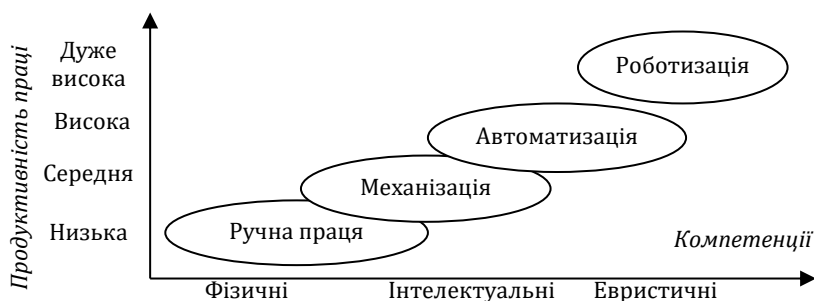 Продуктивність праці
Дуже
висока
Висока
Середня
Низька
Роботизація
Автоматизація
Механізація
Ручна праця
Компетенції
Фізичні
Інтелектуальні
Евристичні